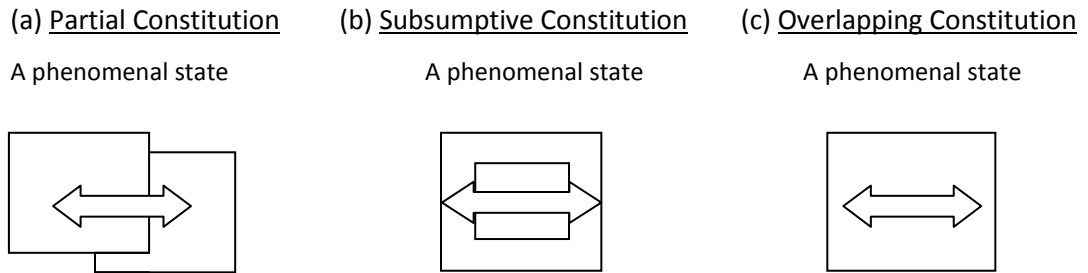 (a) Partial Constitution (b) Subsumptive Constitution (c) Overlapping Constitution
A phenomenal state A phenomenal state A phenomenal state